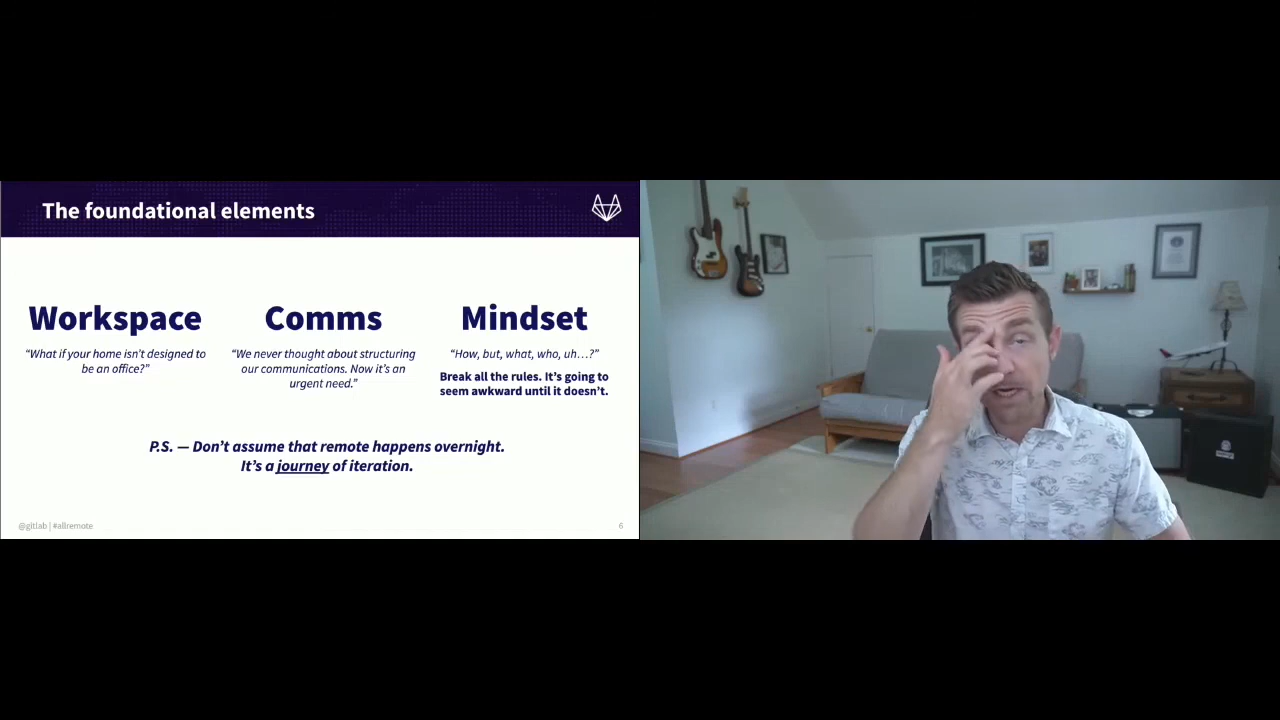 The foundational elements
Workspace
“What if your home isn’t designed to
be an office?”
Comms
“We never thought about structuring
our communications. Now it’s an
urgent need.”
Mindset
“How, but, what, who, uh…?”
Break all the rules. It’s going to
seem awkward until it doesn’t.
P.S. — Don’t assume that remote happens overnight.
It’s a journey of iteration.
@gitlab | #allremote
6